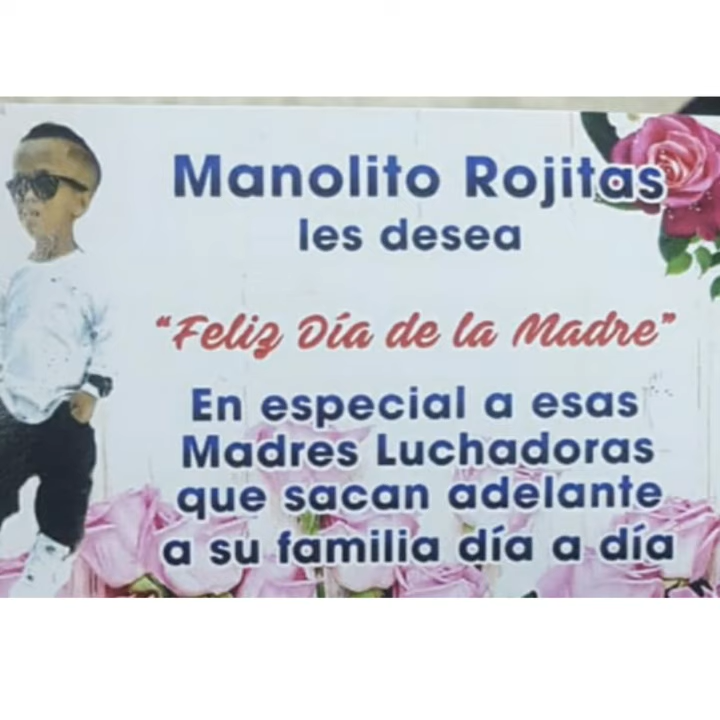 Manolito Rojitas
les desea
“Feliz Día de la Madre”
En especial a esas
Madres Luchadoras
que sacan adelante
a su familia día a día